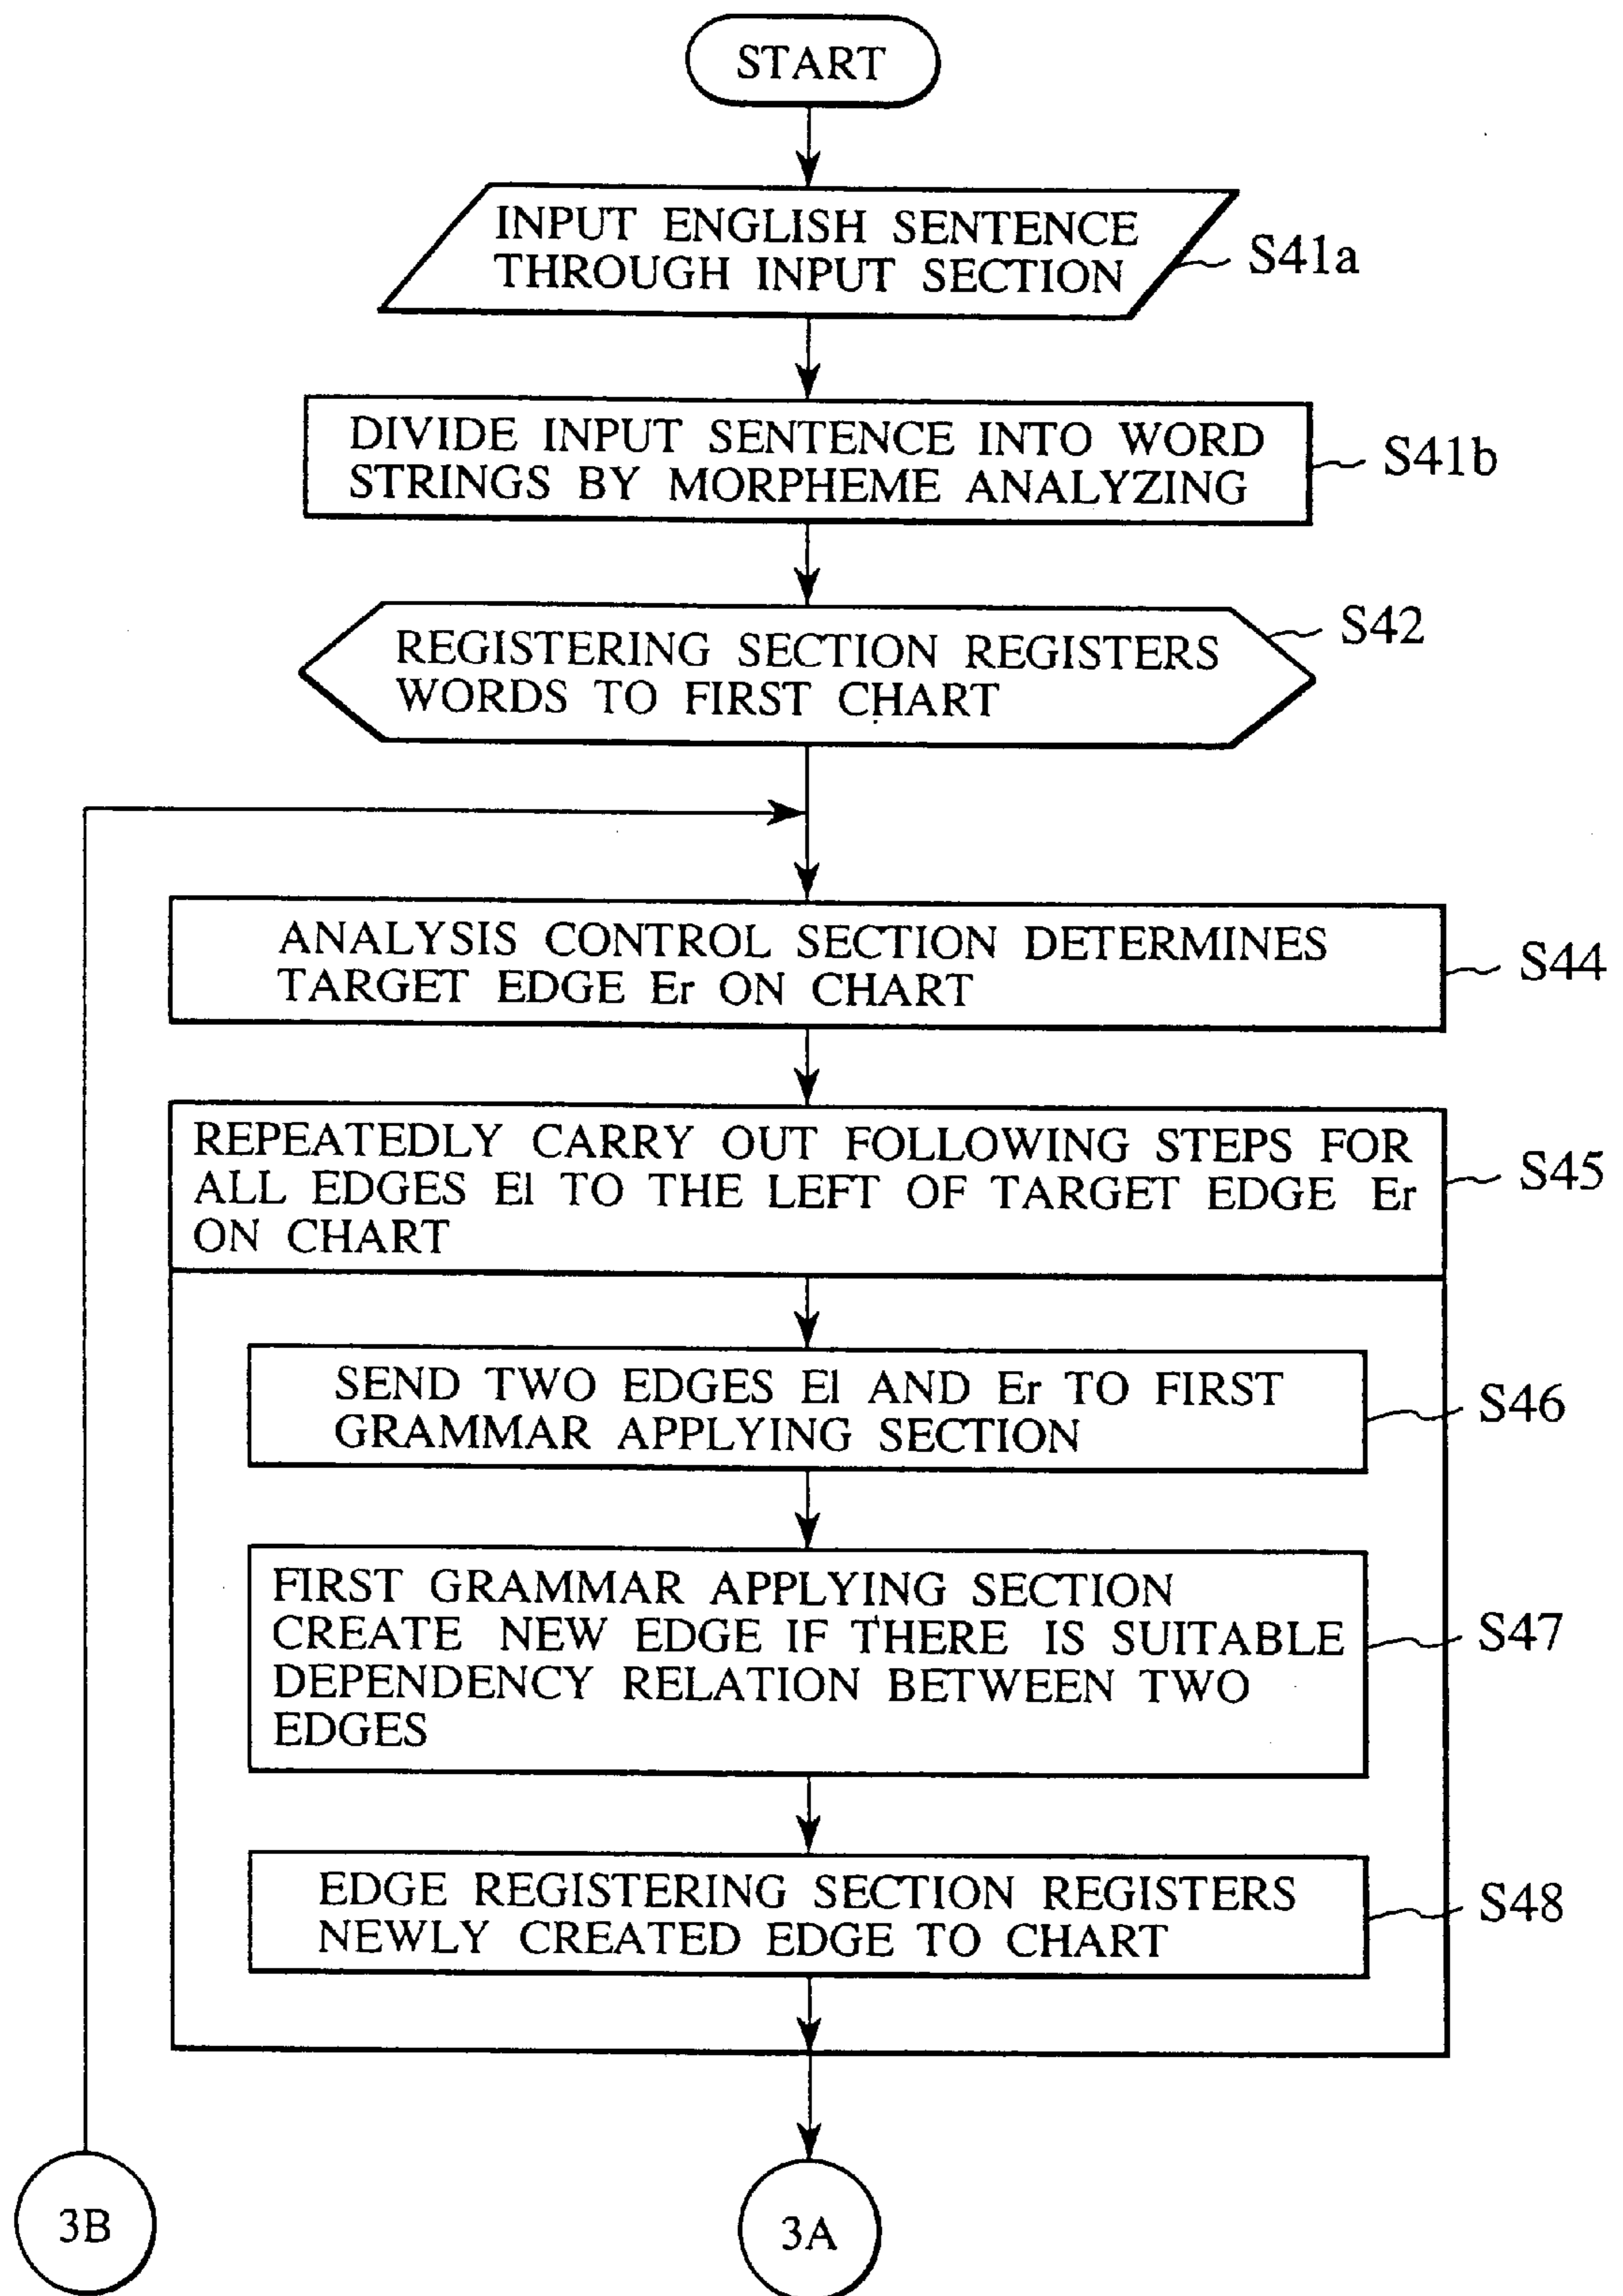 START
INPUT ENGLISH SENTENCE
THROUGH INPUT SECTION
S41a
DIVIDE INPUT SENTENCE INTO WORD
STRINGS BY MORPHEME ANALYZING
S41b
REGISTERING SECTION REGISTERS
WORDS TO FIRST CHART
S42
ANALYSIS CONTROL SECTION DETERMINES
TARGET EDGE Er ON CHART
S44
REPEATEDLY CARRY OUT FOLLOWING STEPS FOR
ALL EDGES El TO THE LEFT OF TARGET EDGE Er
ON CHART
S45
SEND TWO EDGES El AND Er TO FIRST
GRAMMAR APPLYING SECTION
S46
FIRST GRAMMAR APPLYING SECTION
CREATE NEW EDGE IF THERE IS SUITABLE
DEPENDENCY RELATION BETWEEN TWO
EDGES
S47
EDGE REGISTERING SECTION REGISTERS
NEWLY CREATED EDGE TO CHART
S48
3B
3A